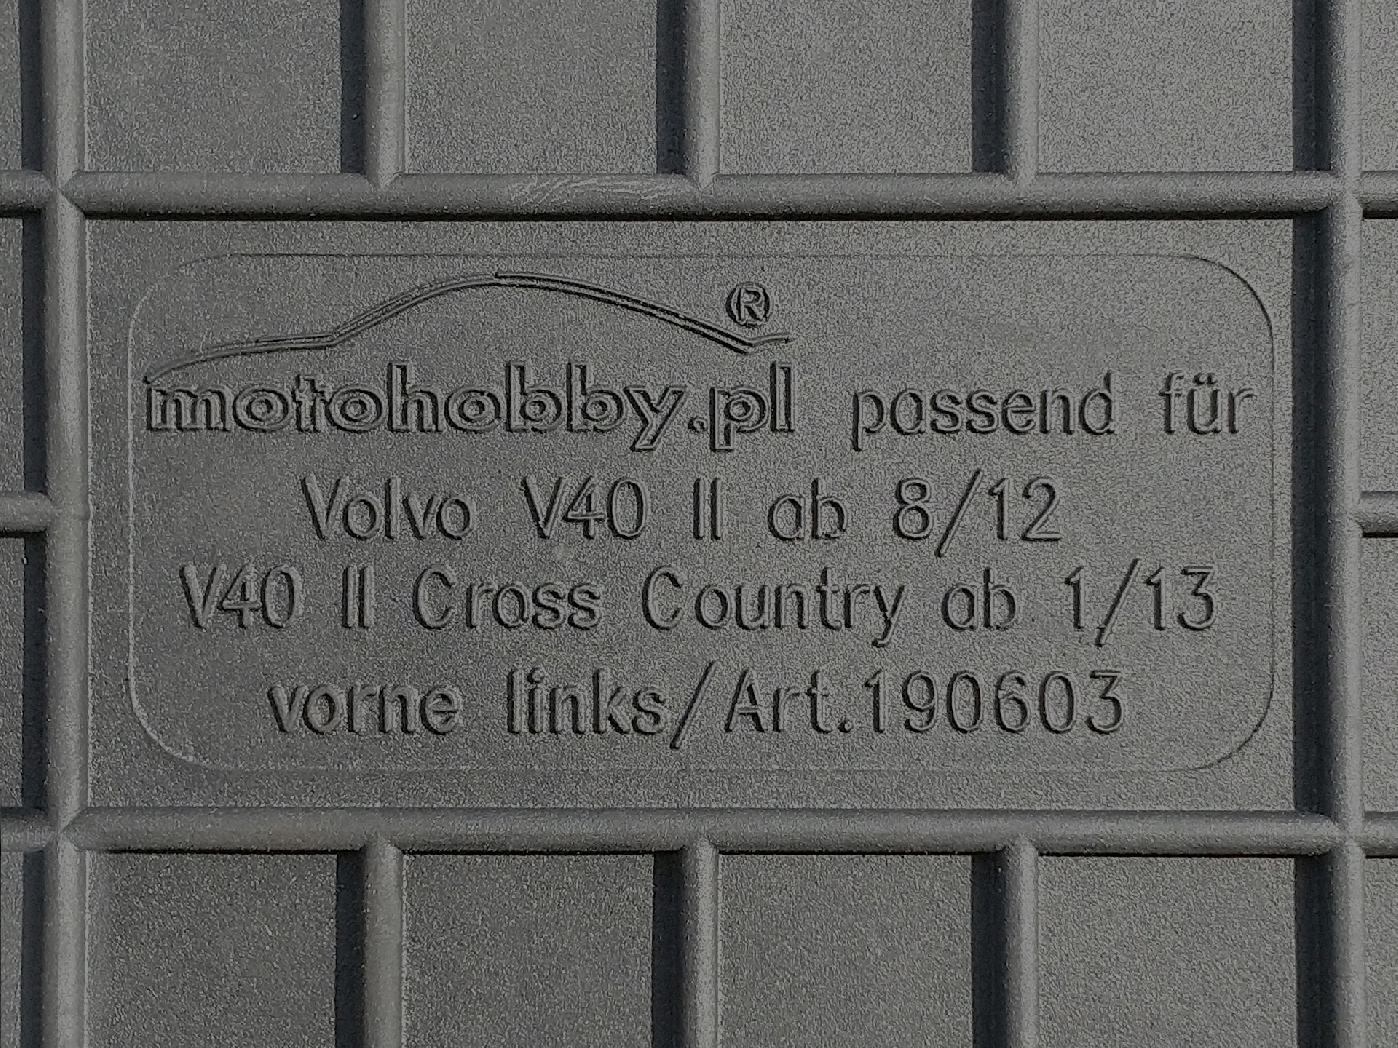 motohobby.pl® passend für
Volvo V40 II ab 8/12
V40 II Cross Country ab 1/13
vorne links/Art.190603